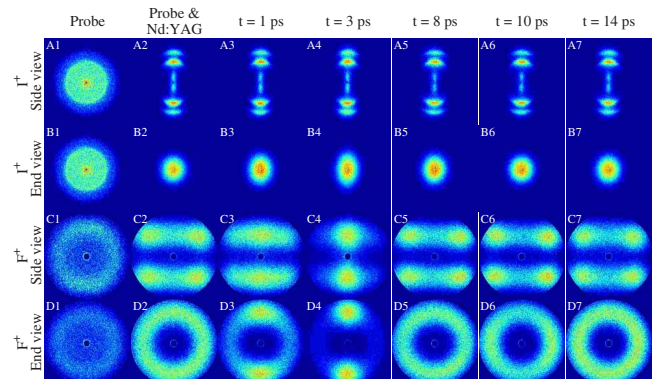 Probe
Probe &
Nd:YAG
t = 1 ps
t = 3 ps
t = 8 ps
t = 10 ps
t = 14 ps
I⁺
Side view
A1
A2
A3
A4
A5
A6
A7
I⁺
End view
B1
B2
B3
B4
B5
B6
B7
F⁺
Side view
C1
C2
C3
C4
C5
C6
C7
F⁺
End view
D1
D2
D3
D4
D5
D6
D7